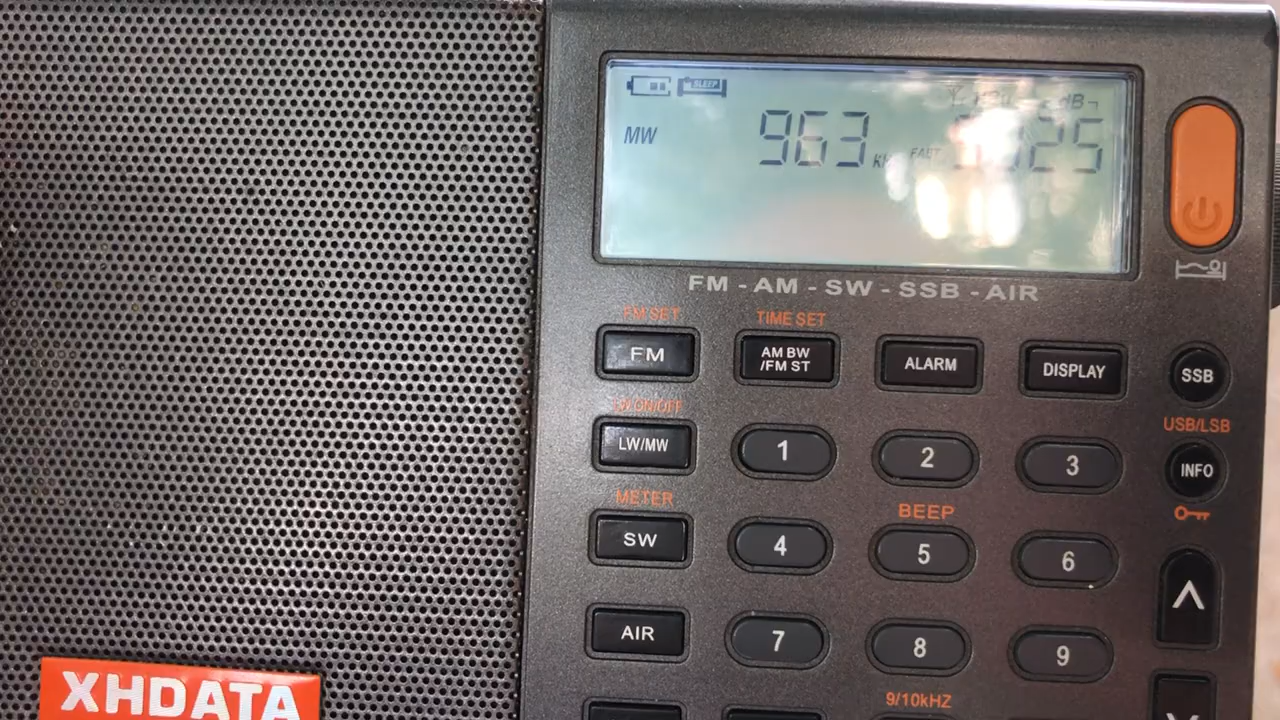 SLEEP
dB
MW 963 FAST
FM - AM - SW - SSB - AIR
FM SET TIME SET
FM AM BW /FM ST ALARM DISPLAY SSB
LW ON/OFF USB/LSB
LW/MW 1 2 3 INFO
METER BEEP
SW 4 5 6
AIR 7 8 9
9/10kHZ
XHDATA